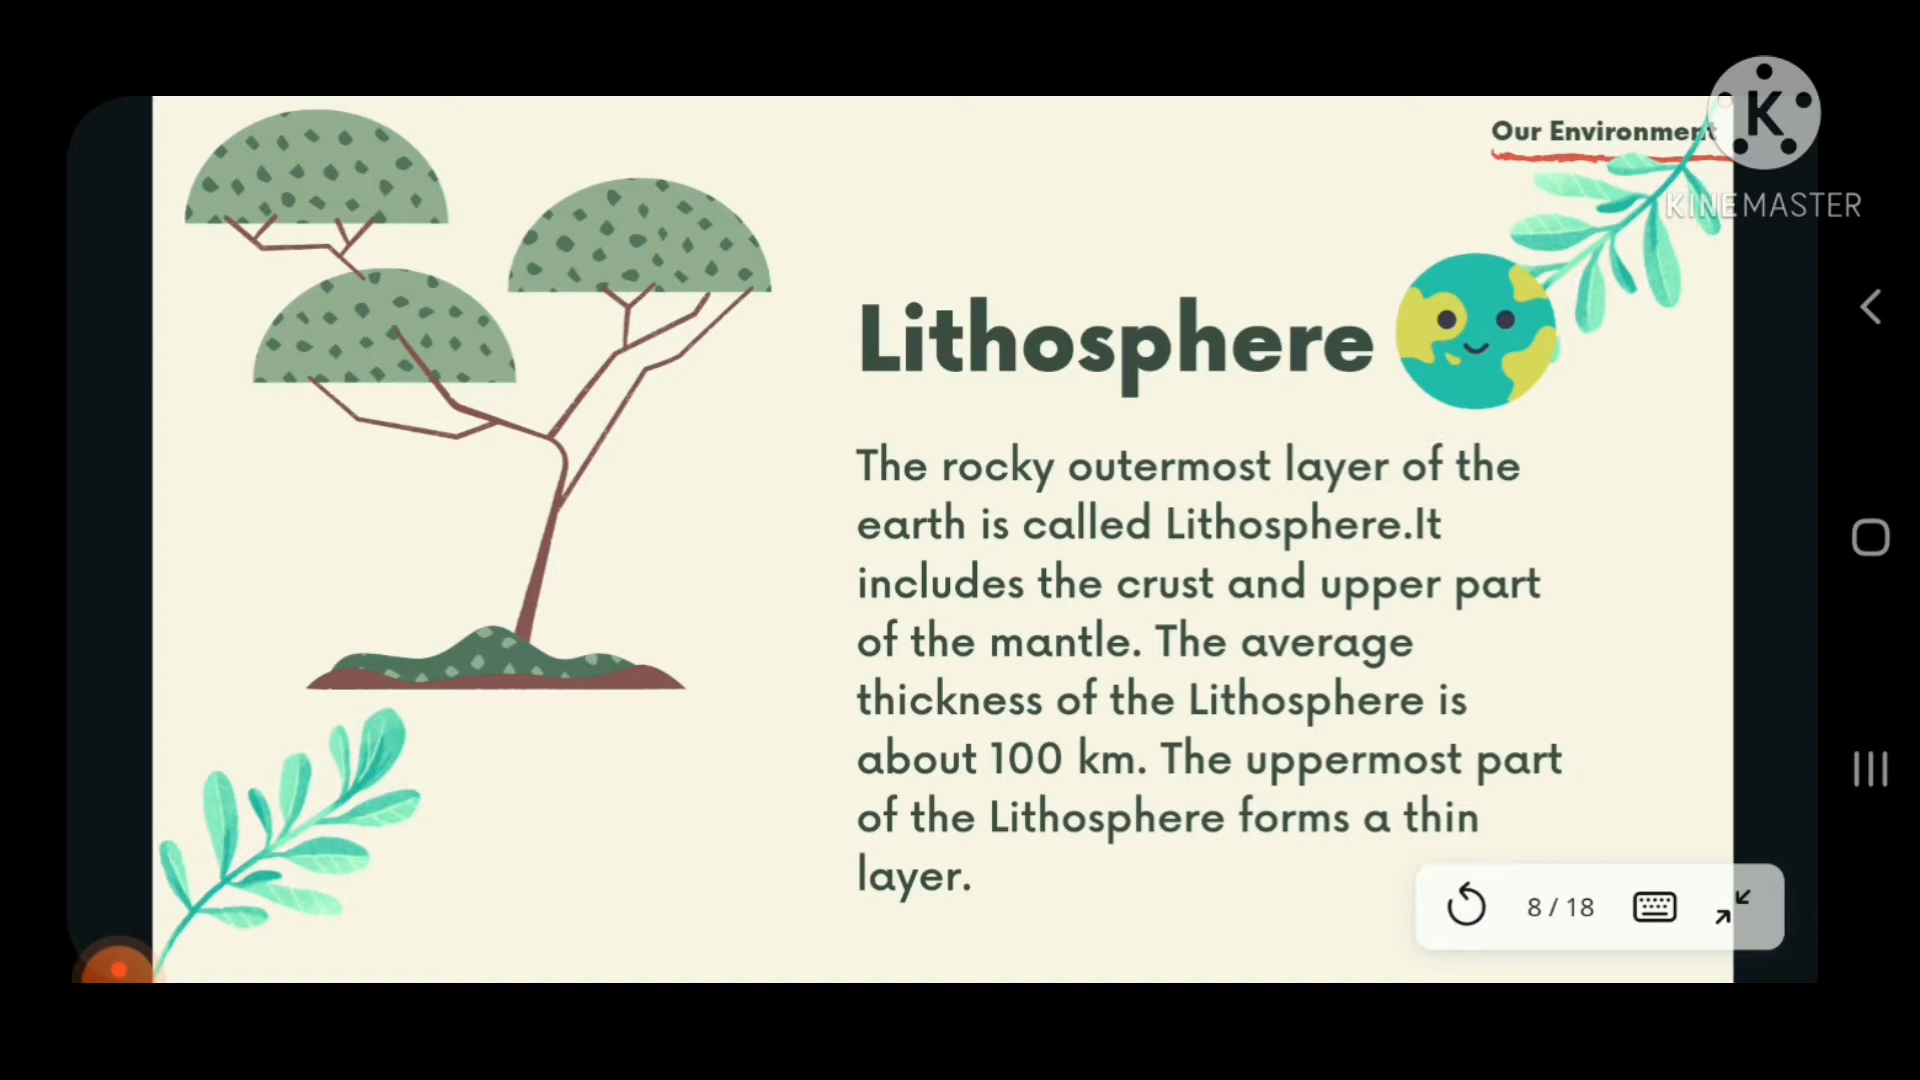 Our Environment
K
KINEMASTER
Lithosphere
The rocky outermost layer of the
earth is called Lithosphere.It
includes the crust and upper part
of the mantle. The average
thickness of the Lithosphere is
about 100 km. The uppermost part
of the Lithosphere forms a thin
layer.
8 / 18